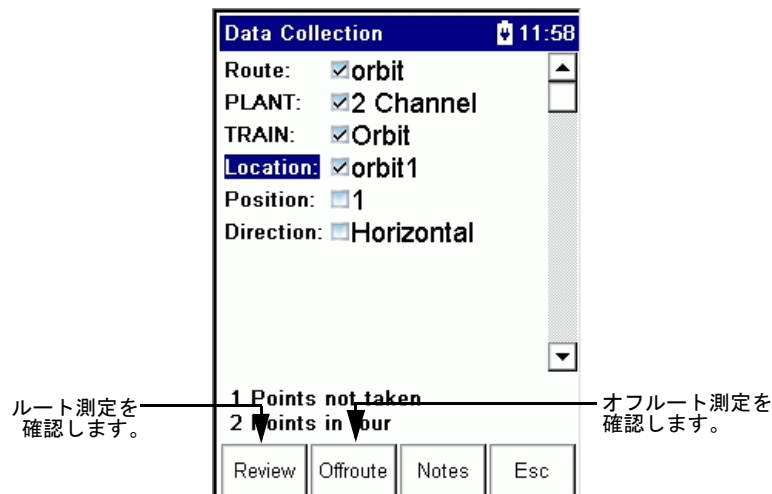 Data Collection 11:58
Route: orbit
PLANT: 2 Channel
TRAIN: Orbit
Location: orbit1
Position: 1
Direction: Horizontal
1 Points not taken
2 Points in tour
ルート測定を
確認します。
オフルート測定を
確認します。
Review Offroute Notes Esc